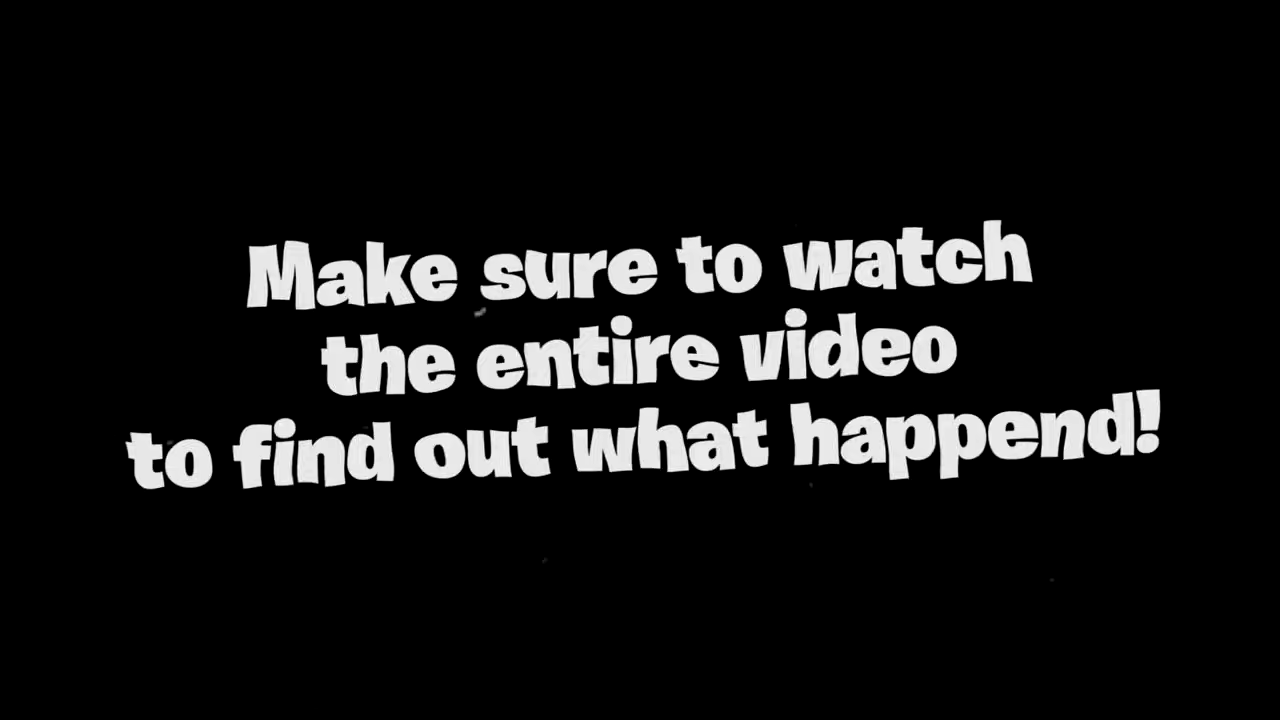 Make sure to watch
the entire video
to find out what happend!